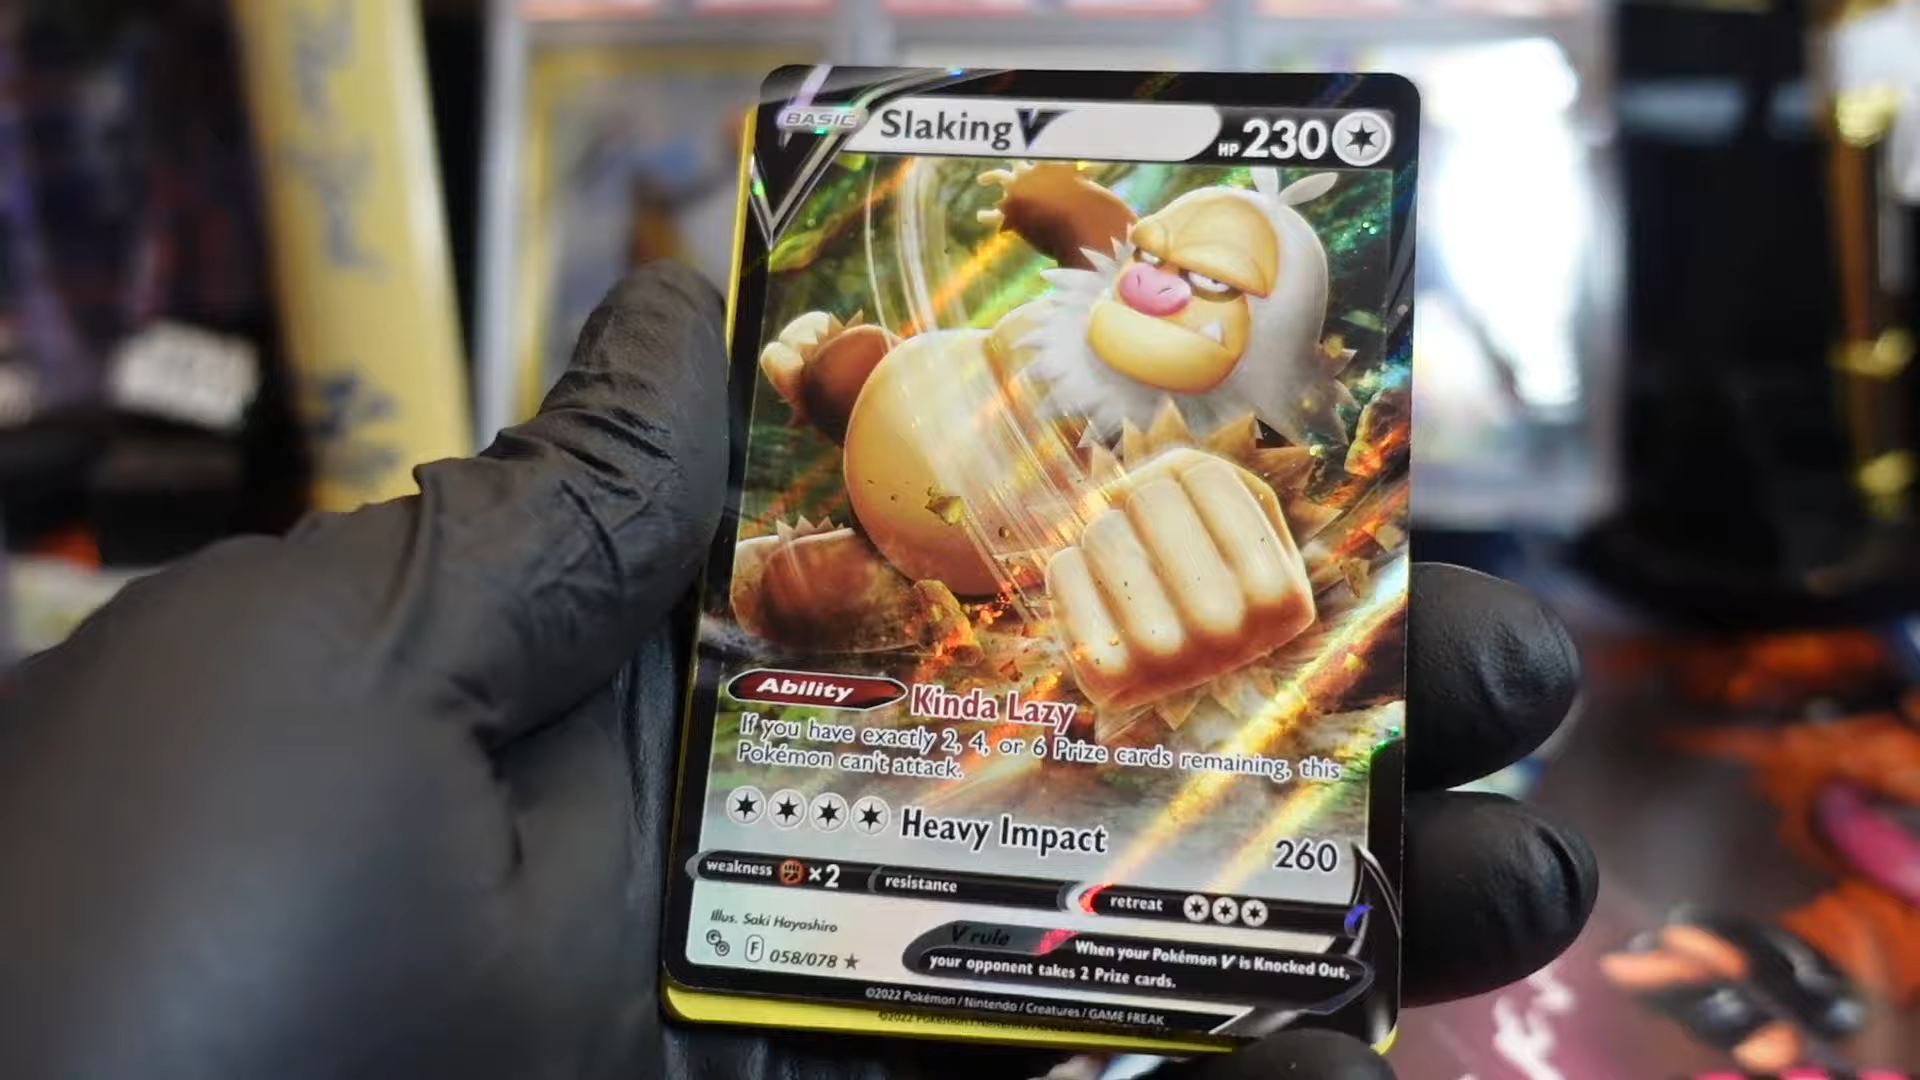 BASIC Slaking V HP 230
Ability Kinda Lazy
If you have exactly 2, 4, or 6 Prize cards remaining, this
Pokémon can't attack.
Heavy Impact 260
weakness ×2 resistance retreat
Illus. Saki Hayashiro
F 058/078
V rule When your Pokémon V is Knocked Out,
your opponent takes 2 Prize cards.
©2022 Pokémon / Nintendo / Creatures / GAME FREAK
©2022 Pokémon